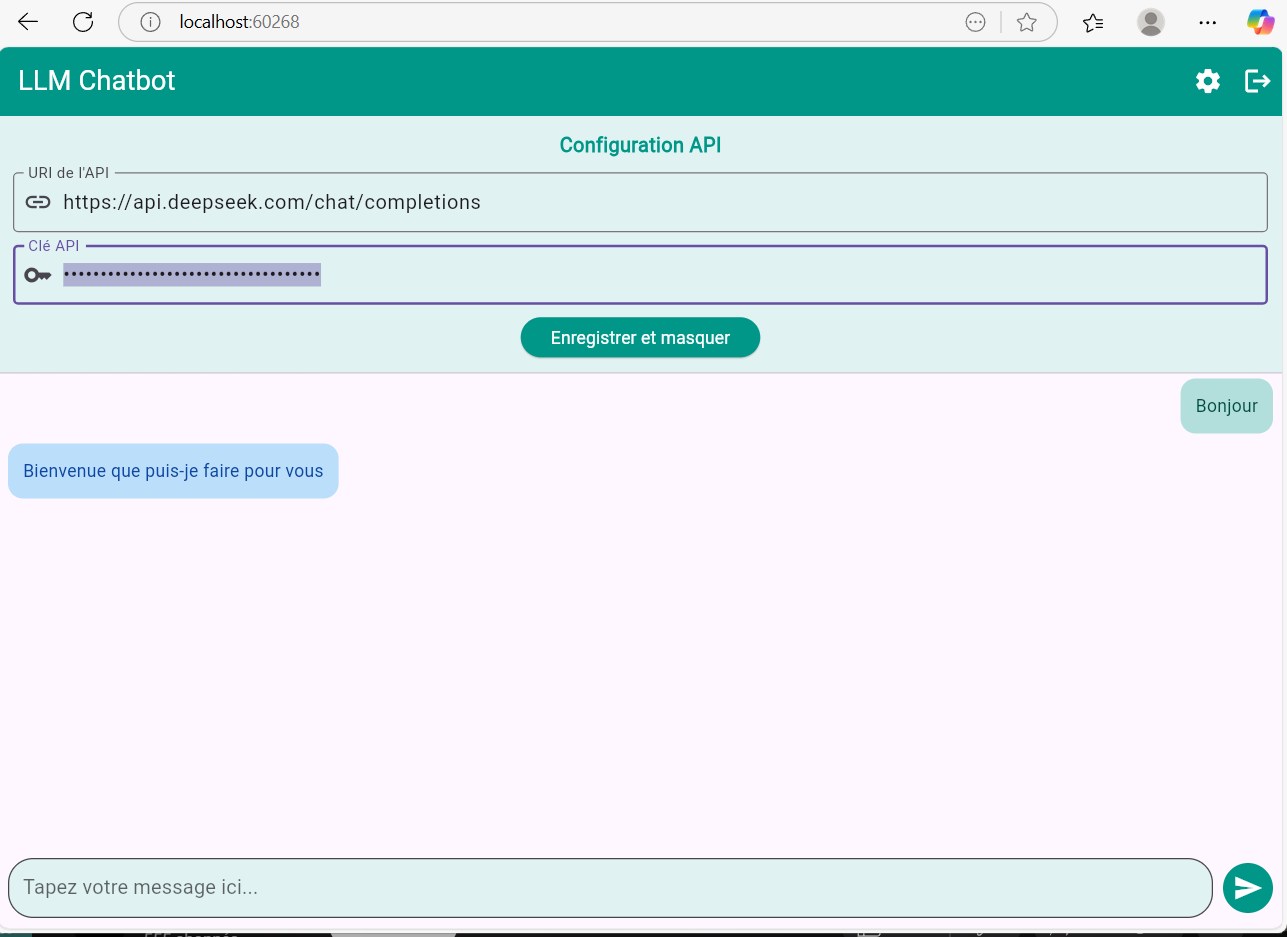 localhost:60268
LLM Chatbot
Configuration API
URI de l'API
https://api.deepseek.com/chat/completions
Clé API
•••••••••••••••••••••••••••••••••••
Enregistrer et masquer
Bonjour
Bienvenue que puis-je faire pour vous
Tapez votre message ici...